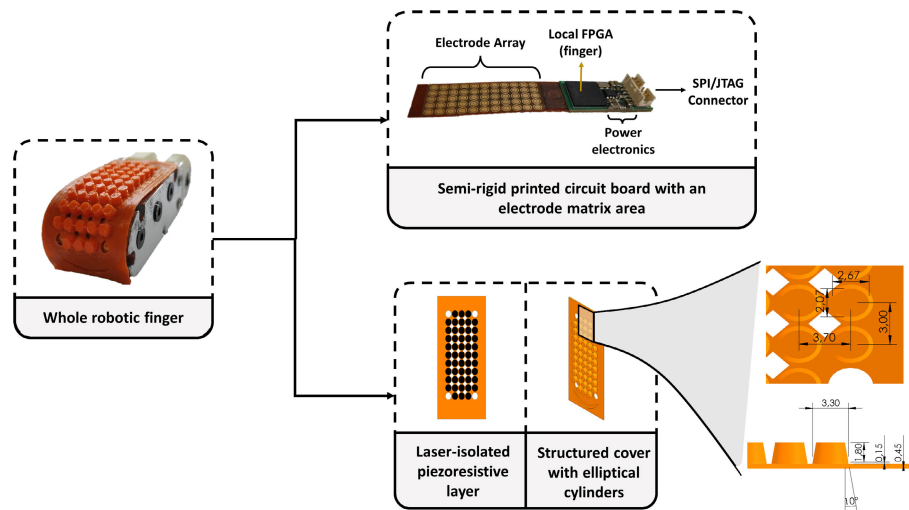 Electrode Array
Local FPGA
(finger)
SPI/JTAG
Connector
Power
electronics
Semi-rigid printed circuit board with an
electrode matrix area
Whole robotic finger
Laser-isolated
piezoresistive
layer
Structured cover
with elliptical
cylinders
2,67
2,07
3,00
3,70
3,30
1,80
0,15
0,45
10°